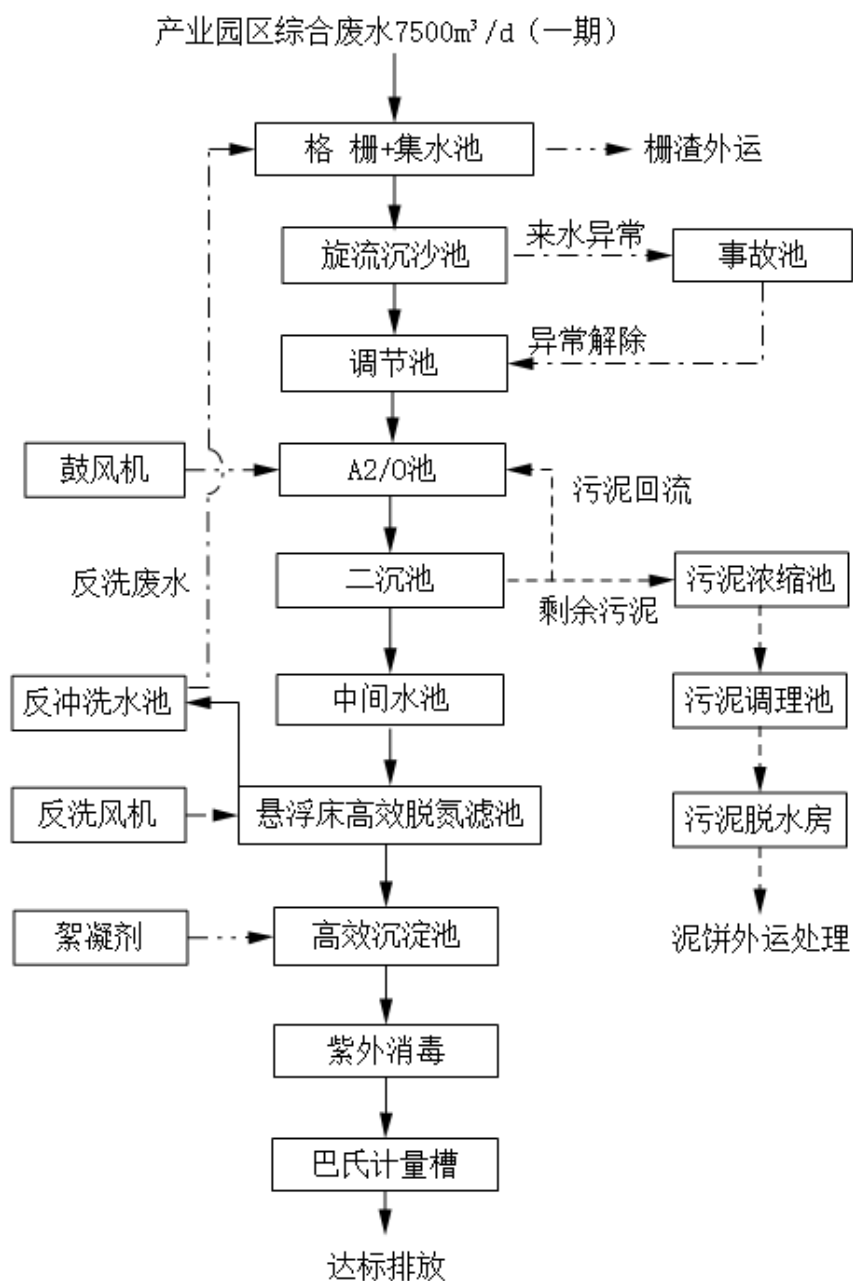 产业园区综合废水7500m³/d（一期）
格 栅+集水池
栅渣外运
旋流沉沙池
来水异常
事故池
异常解除
调节池
鼓风机
A2/O池
污泥回流
反洗废水
二沉池
剩余污泥
污泥浓缩池
反冲洗水池
中间水池
污泥调理池
反洗风机
悬浮床高效脱氮滤池
污泥脱水房
絮凝剂
高效沉淀池
泥饼外运处理
紫外消毒
巴氏计量槽
达标排放